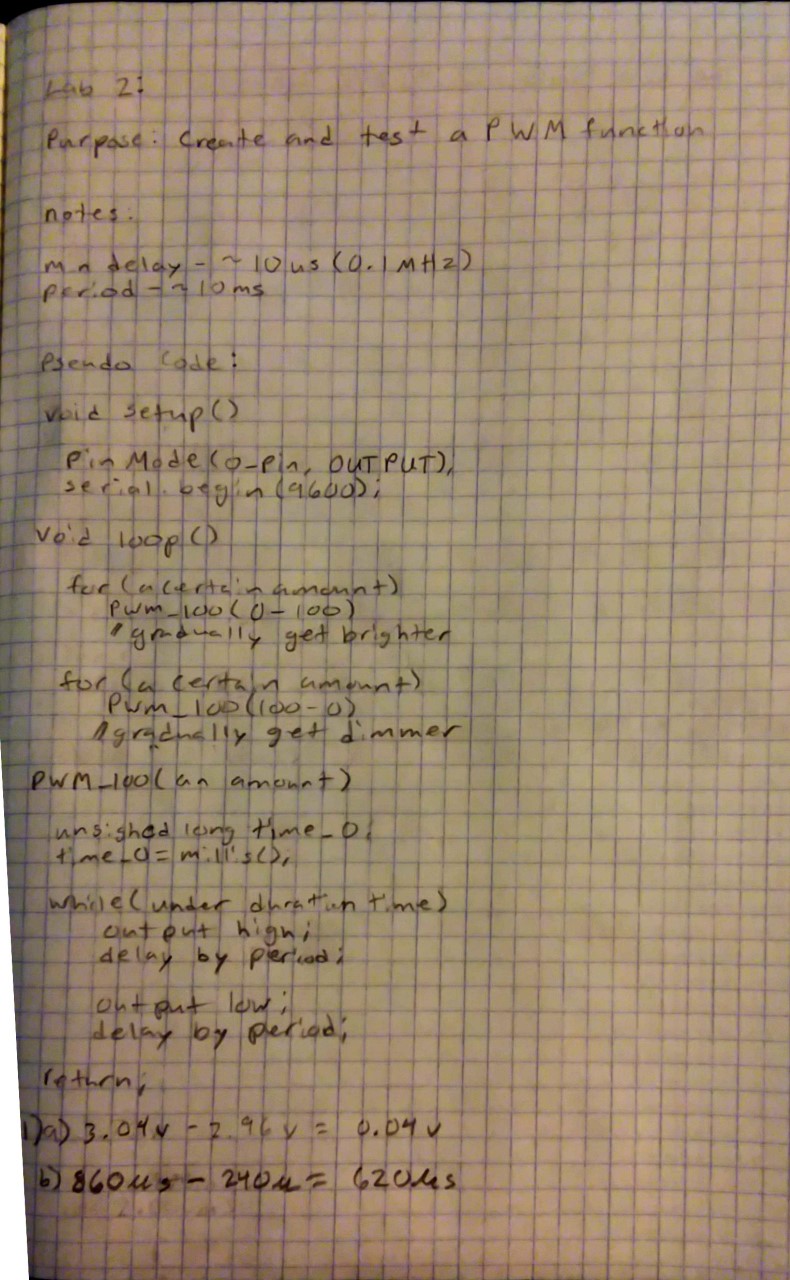 Lab 2:
Purpose: Create and test a PWM function
notes:
min delay - ~ 10us (0.1MHz)
period - ~10ms
Pseudo Code:
void setup()
PinMode(o-Pin, OUTPUT);
serial.begin(9600);
void loop()
for (a certain amount)
Pwm_100(0-100)
//gradually get brighter
for (a certain amount)
Pwm_100(100-0)
//gradually get dimmer
PWM_100(an amount)
unsigned long time_0;
time_0=millis();
while(under duration time)
output high;
delay by period;
output low;
delay by period;
return;
1)a) 3.04v - 2.96v = 0.04v
b) 860us - 240u = 620us